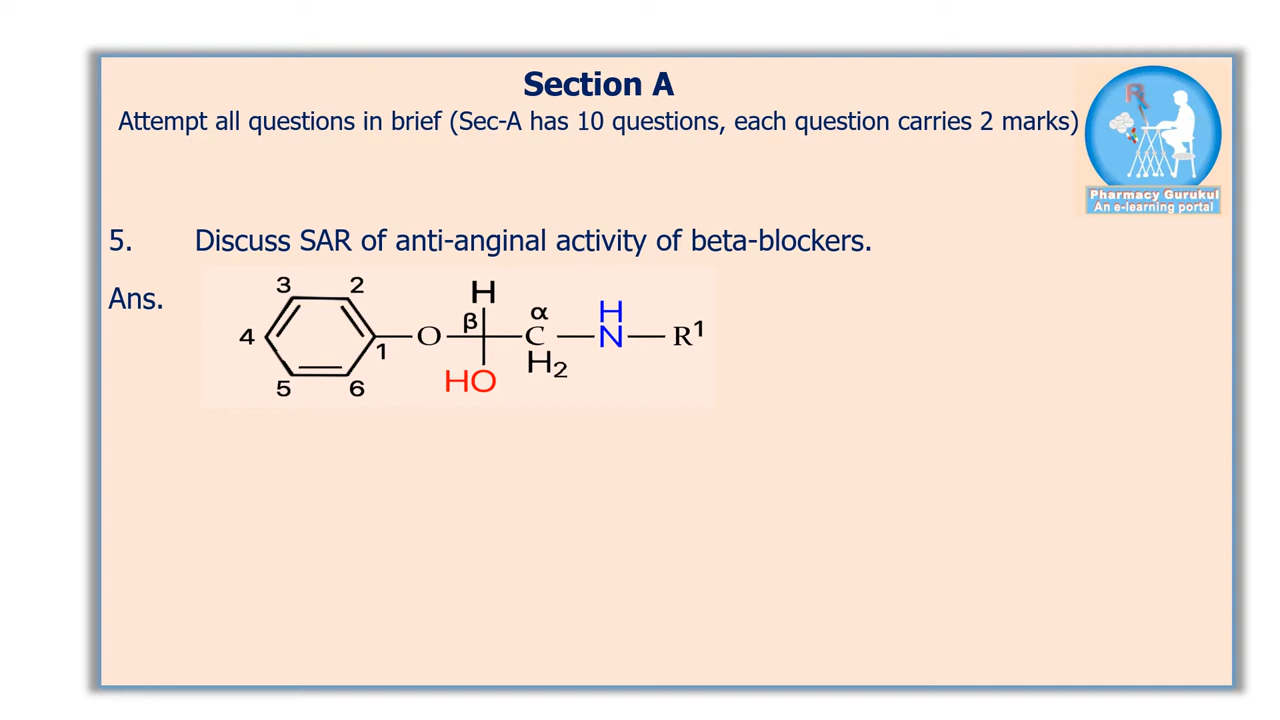 Section A
Attempt all questions in brief (Sec-A has 10 questions, each question carries 2 marks)
Pharmacy Gurukul
An e-learning portal
5. Discuss SAR of anti-anginal activity of beta-blockers.
Ans.
3 2 H α H
4 O β C N R¹
1
5 6 HO H₂